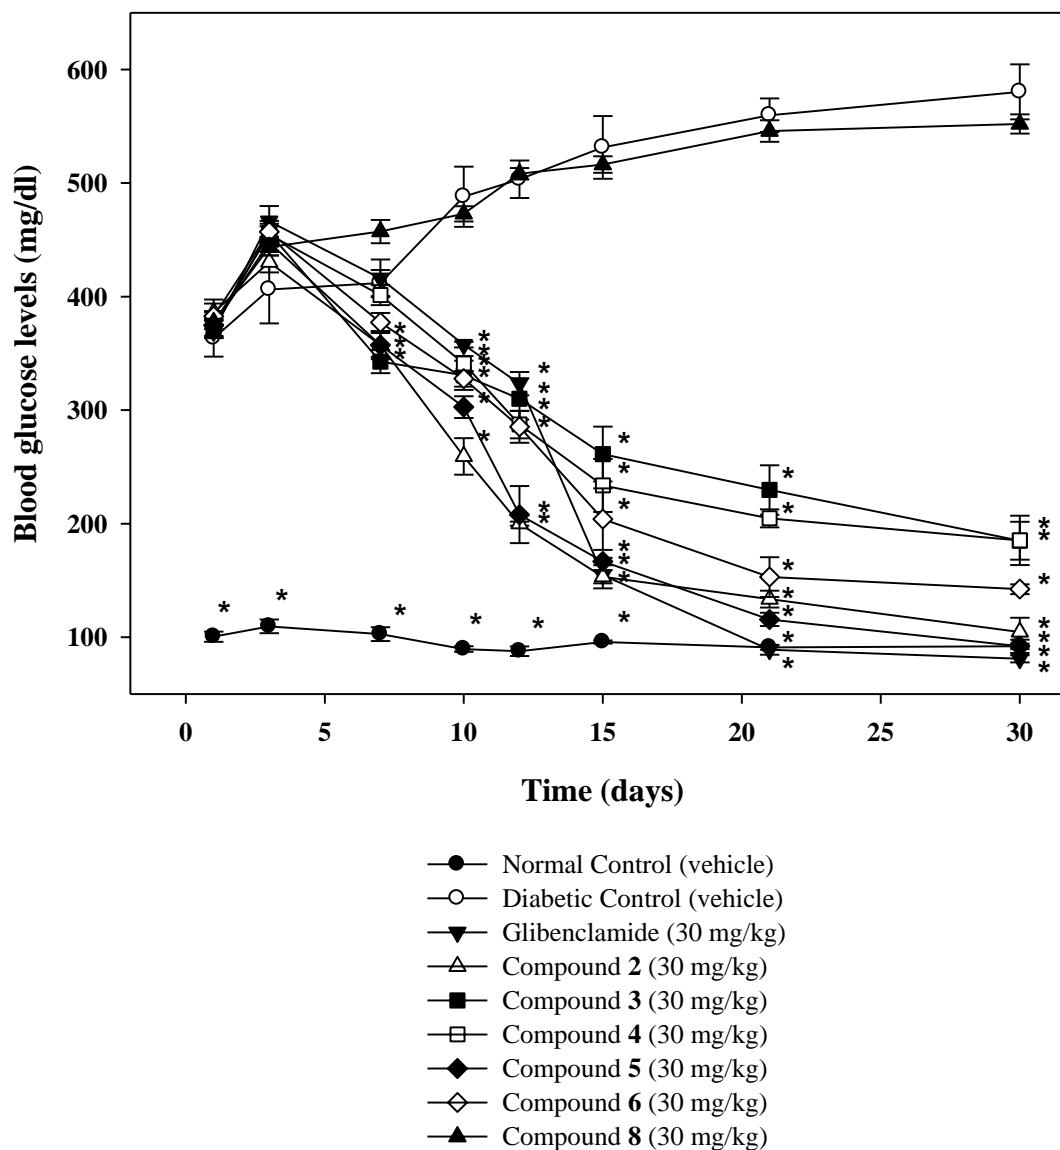 Blood glucose levels (mg/dl)
600
500
400
300
200
100
* * * * * * * * * * * * * * * * * * * * * * * * * * * * * * * * * * * * * * * * *
0 5 10 15 20 25 30
Time (days)
Normal Control (vehicle)
Diabetic Control (vehicle)
Glibenclamide (30 mg/kg)
Compound 2 (30 mg/kg)
Compound 3 (30 mg/kg)
Compound 4 (30 mg/kg)
Compound 5 (30 mg/kg)
Compound 6 (30 mg/kg)
Compound 8 (30 mg/kg)